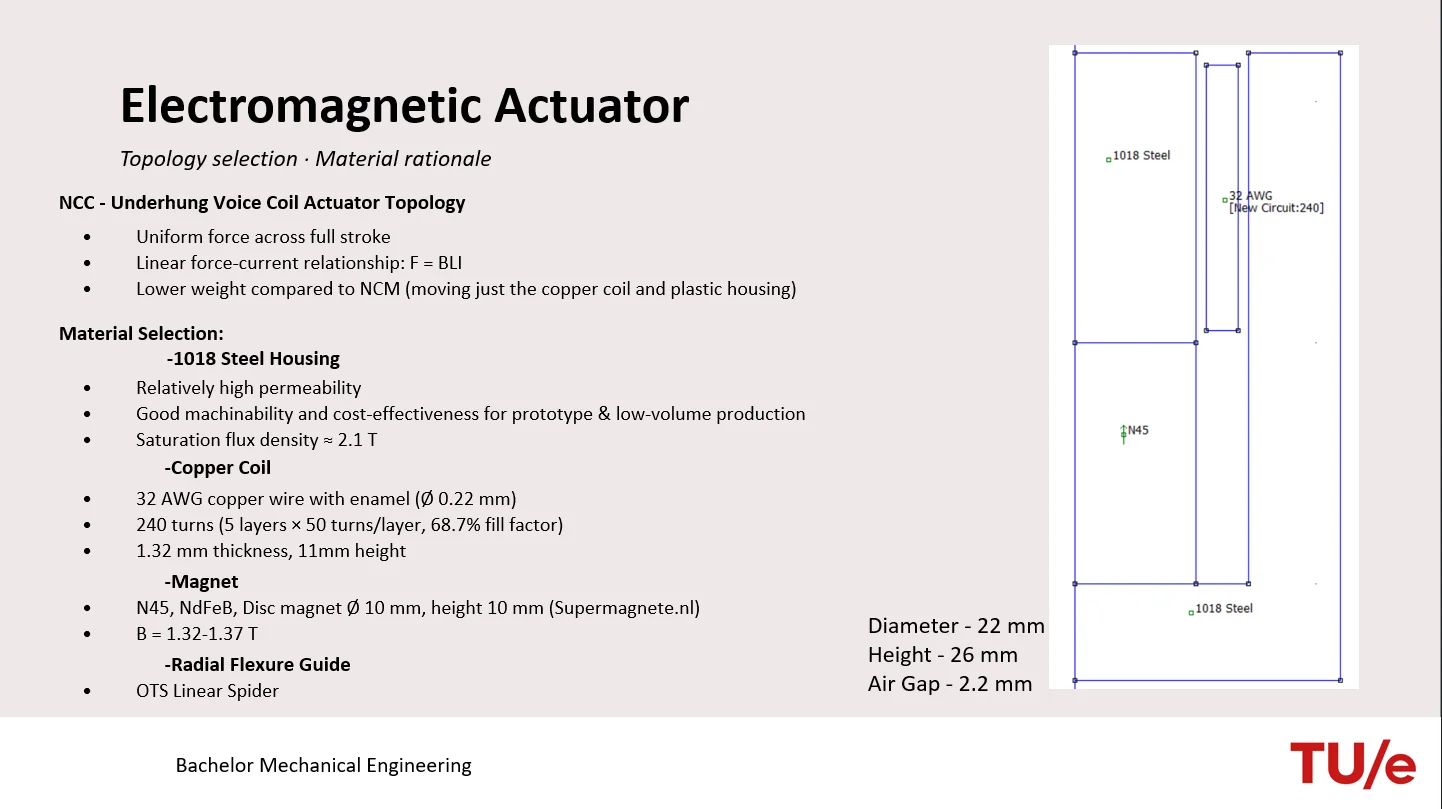 Electromagnetic Actuator
Topology selection · Material rationale
NCC - Underhung Voice Coil Actuator Topology
• Uniform force across full stroke
• Linear force-current relationship: F = BLI
• Lower weight compared to NCM (moving just the copper coil and plastic housing)
Material Selection:
-1018 Steel Housing
• Relatively high permeability
• Good machinability and cost-effectiveness for prototype & low-volume production
• Saturation flux density ≈ 2.1 T
-Copper Coil
• 32 AWG copper wire with enamel (Ø 0.22 mm)
• 240 turns (5 layers × 50 turns/layer, 68.7% fill factor)
• 1.32 mm thickness, 11mm height
-Magnet
• N45, NdFeB, Disc magnet Ø 10 mm, height 10 mm (Supermagnete.nl)
• B = 1.32-1.37 T
-Radial Flexure Guide
• OTS Linear Spider
1018 Steel
32 AWG
[New Circuit:240]
N45
1018 Steel
Diameter - 22 mm
Height - 26 mm
Air Gap - 2.2 mm
Bachelor Mechanical Engineering
TU/e